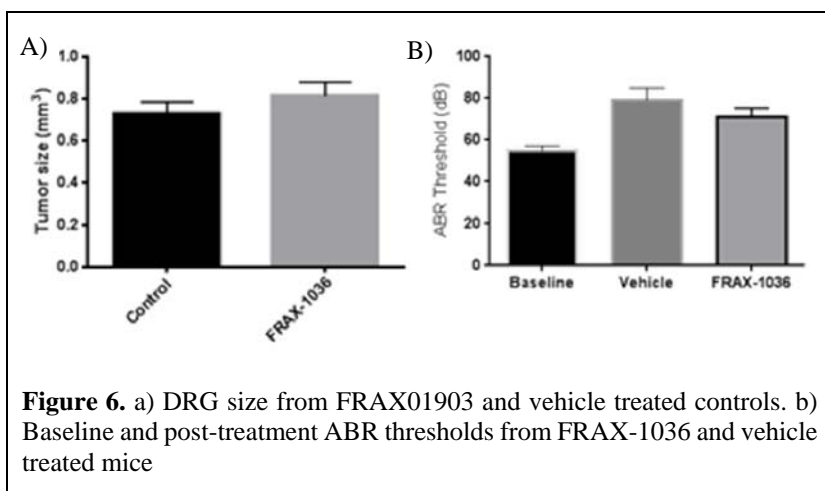 A)
1.0
0.8
0.6
0.4
0.2
0.0
Tumor size (mm³)
Control
FRAX-1036
B)
100
80
60
40
20
0
ABR Threshold (dB)
Baseline
Vehicle
FRAX-1036
Figure 6. a) DRG size from FRAX01903 and vehicle treated controls. b)
Baseline and post-treatment ABR thresholds from FRAX-1036 and vehicle
treated mice